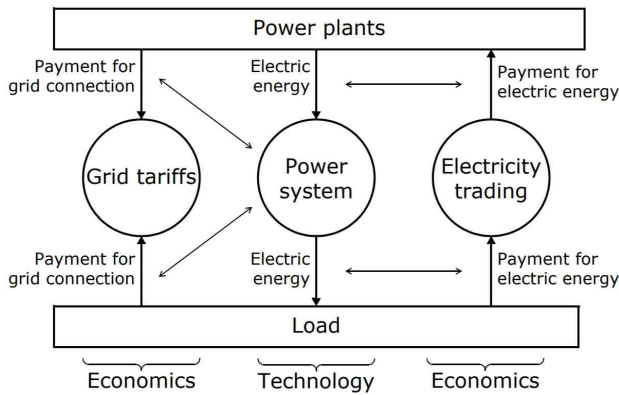 Power plants
Payment for
grid connection
Electric
energy
Payment for
electric energy
Grid tariffs
Power
system
Electricity
trading
Payment for
grid connection
Electric
energy
Payment for
electric energy
Load
Economics
Technology
Economics